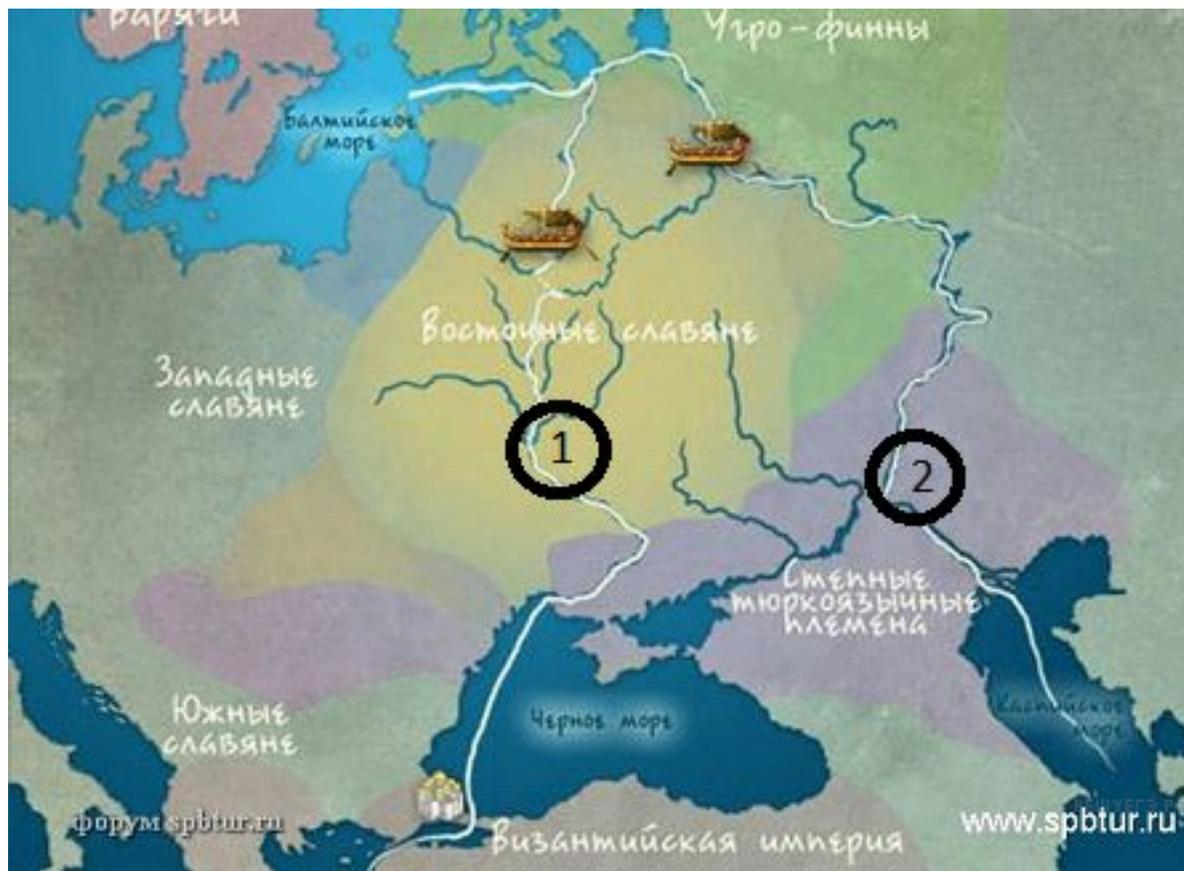 Варяги
Угро-финны
Балтийское
море
Восточные славяне
Западные
славяне
1
2
Степные
тюркоязычные
племена
Южные
славяне
Черное море
Каспийское
море
форум spbtur.ru
www.spbtur.ru
Византийская империя